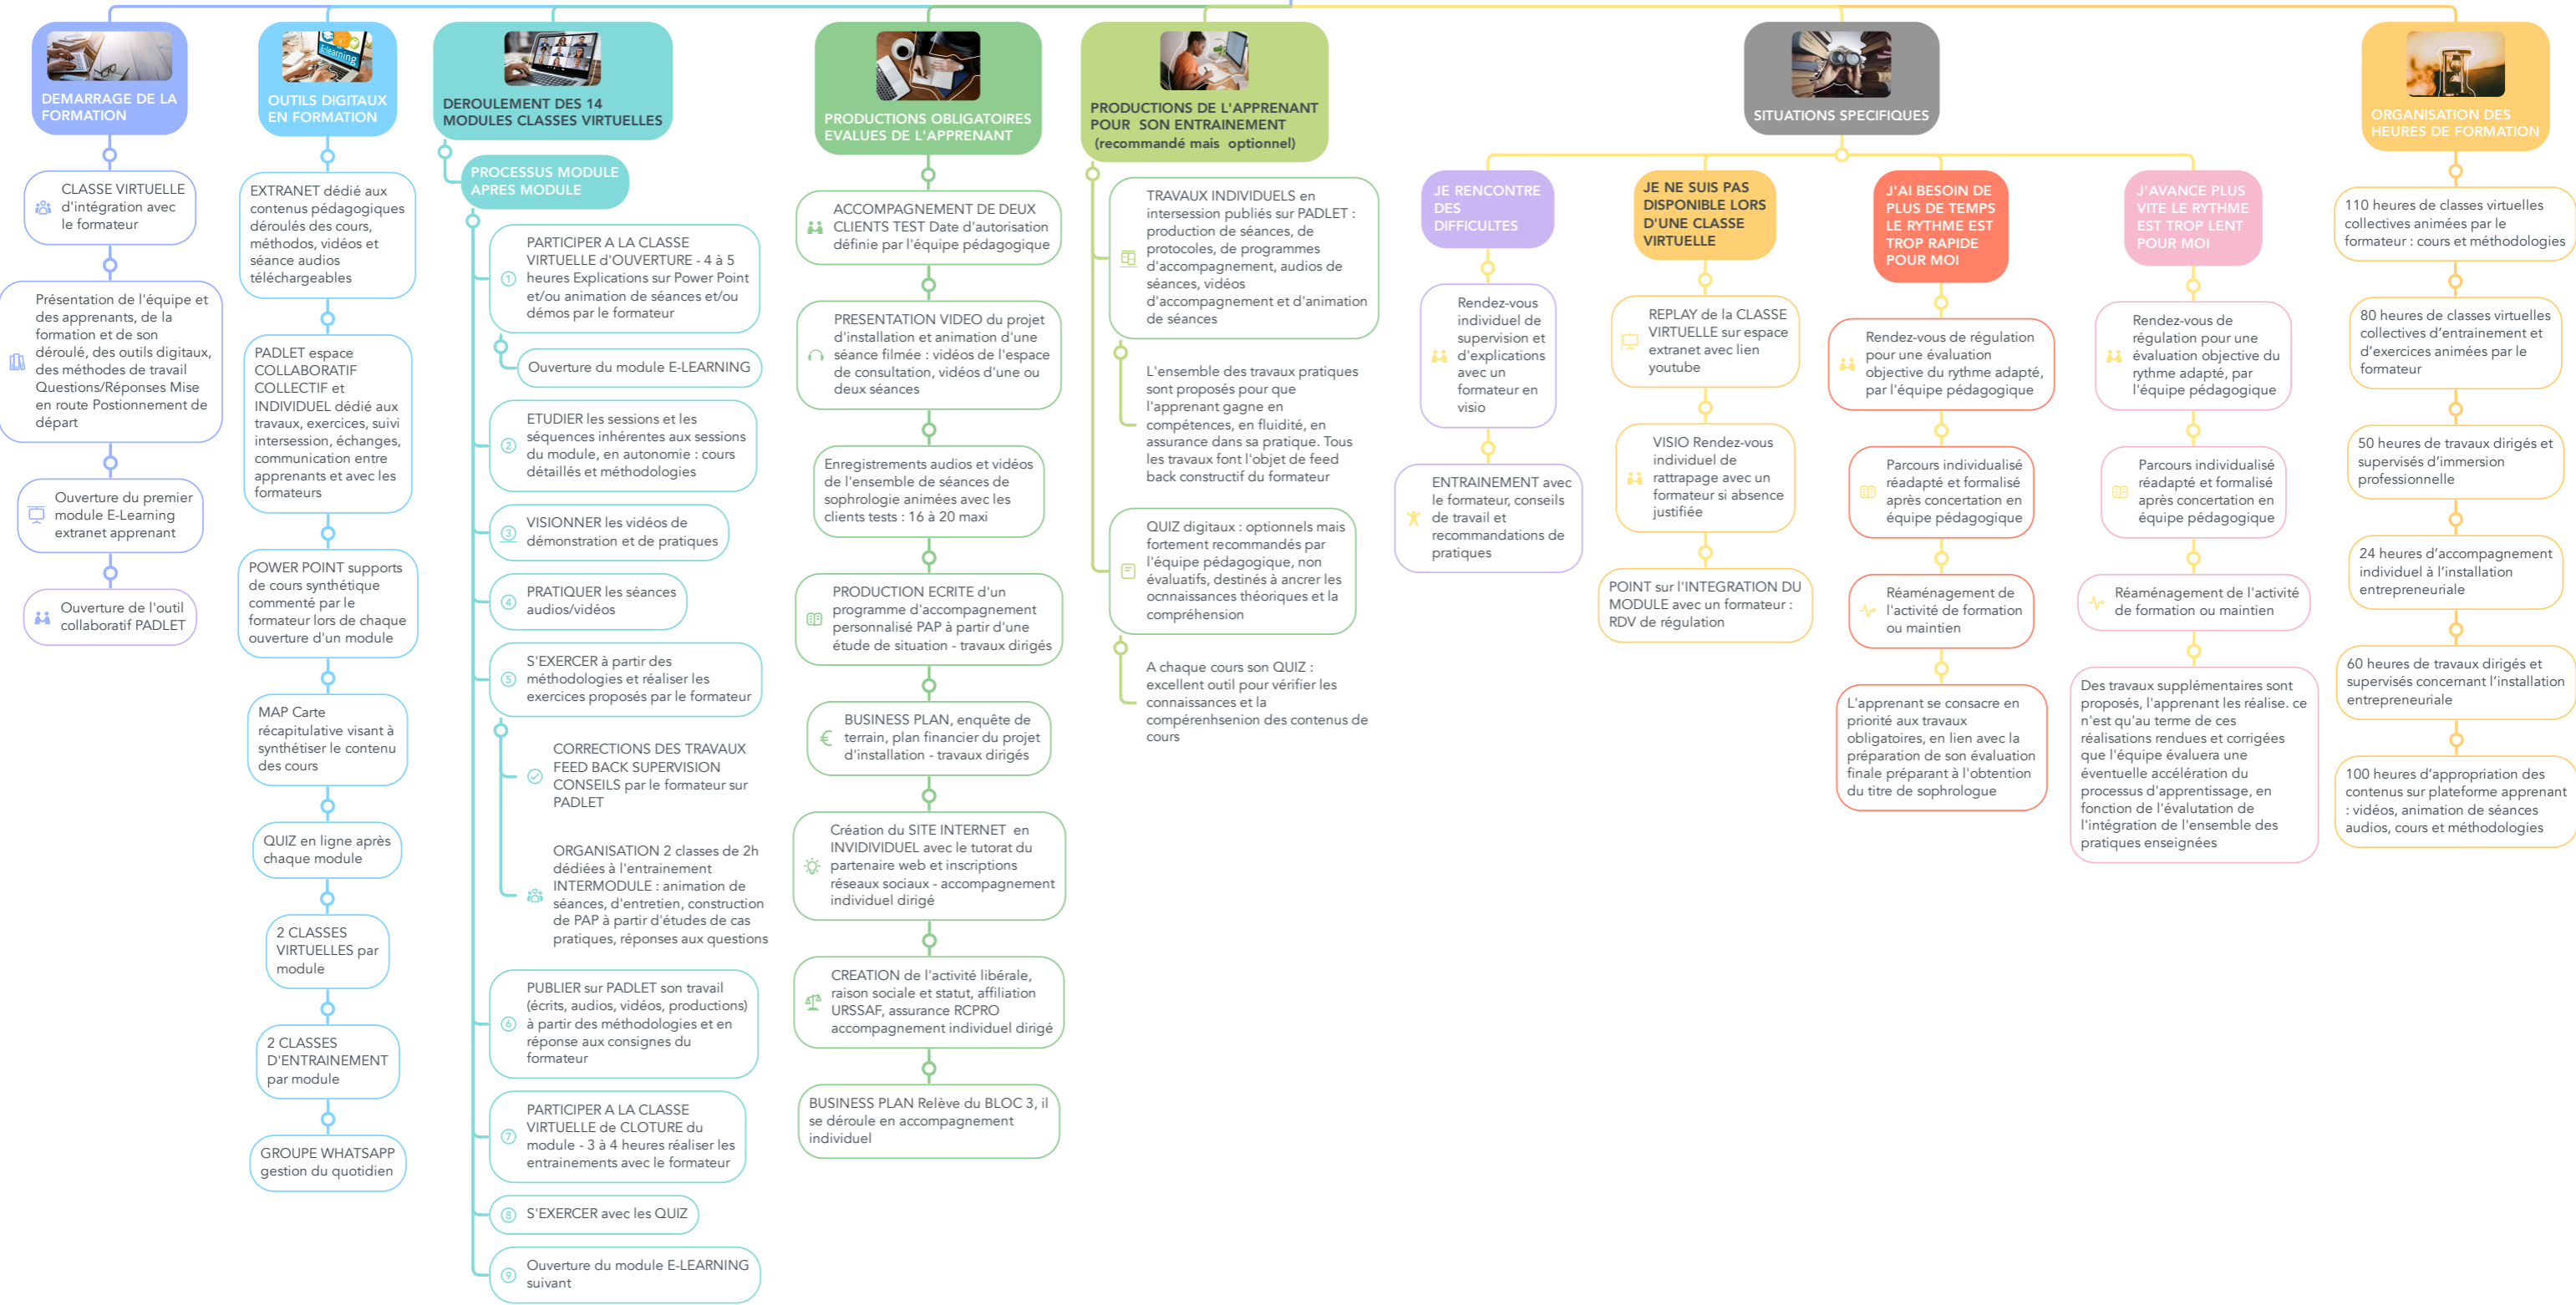 DEMARRAGE DE LA
FORMATION
CLASSE VIRTUELLE
d'intégration avec
le formateur
Présentation de l'équipe et
des apprenants, de la
formation et de son
déroulé, des outils digitaux,
des méthodes de travail
Questions/Réponses Mise
en route Postionnement de
départ
Ouverture du premier
module E-Learning
extranet apprenant
Ouverture de l'outil
collaboratif PADLET
E-learning
OUTILS DIGITAUX
EN FORMATION
EXTRANET dédié aux
contenus pédagogiques
déroulés des cours,
méthodos, vidéos et
séance audios
téléchargeables
PADLET espace
COLLABORATIF
COLLECTIF et
INDIVIDUEL dédié aux
travaux, exercices, suivi
intersession, échanges,
communication entre
apprenants et avec les
formateurs
POWER POINT supports
de cours synthétique
commenté par le
formateur lors de chaque
ouverture d'un module
MAP Carte
récapitulative visant à
synthétiser le contenu
des cours
QUIZ en ligne après
chaque module
2 CLASSES
VIRTUELLES par
module
2 CLASSES
D'ENTRAINEMENT
par module
GROUPE WHATSAPP
gestion du quotidien
DEROULEMENT DES 14
MODULES CLASSES VIRTUELLES
PROCESSUS MODULE
APRES MODULE
1
PARTICIPER A LA CLASSE
VIRTUELLE d'OUVERTURE - 4 à 5
heures Explications sur Power Point
et/ou animation de séances et/ou
démos par le formateur
Ouverture du module E-LEARNING
2
ETUDIER les sessions et les
séquences inhérentes aux sessions
du module, en autonomie : cours
détaillés et méthodologies
3
VISIONNER les vidéos de
démonstration et de pratiques
4
PRATIQUER les séances
audios/vidéos
5
S'EXERCER à partir des
méthodologies et réaliser les
exercices proposés par le formateur
CORRECTIONS DES TRAVAUX
FEED BACK SUPERVISION
CONSEILS par le formateur sur
PADLET
ORGANISATION 2 classes de 2h
dédiées à l'entrainement
INTERMODULE : animation de
séances, d'entretien, construction
de PAP à partir d'études de cas
pratiques, réponses aux questions
6
PUBLIER sur PADLET son travail
(écrits, audios, vidéos, productions)
à partir des méthodologies et en
réponse aux consignes du
formateur
7
PARTICIPER A LA CLASSE
VIRTUELLE de CLOTURE du
module - 3 à 4 heures réaliser les
entrainements avec le formateur
8
S'EXERCER avec les QUIZ
9
Ouverture du module E-LEARNING
suivant
PRODUCTIONS OBLIGATOIRES
EVALUES DE L'APPRENANT
ACCOMPAGNEMENT DE DEUX
CLIENTS TEST Date d'autorisation
définie par l'équipe pédagogique
PRESENTATION VIDEO du projet
d'installation et animation d'une
séance filmée : vidéos de l'espace
de consultation, vidéos d'une ou
deux séances
Enregistrements audios et vidéos
de l'ensemble de séances de
sophrologie animées avec les
clients tests : 16 à 20 maxi
PRODUCTION ECRITE d'un
programme d'accompagnement
personnalisé PAP à partir d'une
étude de situation - travaux dirigés
BUSINESS PLAN, enquête de
terrain, plan financier du projet
d'installation - travaux dirigés
Création du SITE INTERNET en
INVIDIVIDUEL avec le tutorat du
partenaire web et inscriptions
réseaux sociaux - accompagnement
individuel dirigé
CREATION de l'activité libérale,
raison sociale et statut, affiliation
URSSAF, assurance RCPRO
accompagnement individuel dirigé
BUSINESS PLAN Relève du BLOC 3, il
se déroule en accompagnement
individuel
PRODUCTIONS DE L'APPRENANT
POUR SON ENTRAINEMENT
(recommandé mais optionnel)
TRAVAUX INDIVIDUELS en
intersession publiés sur PADLET :
production de séances, de
protocoles, de programmes
d'accompagnement, audios de
séances, vidéos
d'accompagnement et d'animation
de séances
L'ensemble des travaux pratiques
sont proposés pour que
l'apprenant gagne en
compétences, en fluidité, en
assurance dans sa pratique. Tous
les travaux font l'objet de feed
back constructif du formateur
QUIZ digitaux : optionnels mais
fortement recommandés par
l'équipe pédagogique, non
évaluatifs, destinés à ancrer les
ocnnaissances théoriques et la
compréhension
A chaque cours son QUIZ :
excellent outil pour vérifier les
connaissances et la
compérenhsenion des contenus de
cours
SITUATIONS SPECIFIQUES
JE RENCONTRE
DES
DIFFICULTES
Rendez-vous
individuel de
supervision et
d'explications
avec un
formateur en
visio
ENTRAINEMENT avec
le formateur, conseils
de travail et
recommandations de
pratiques
JE NE SUIS PAS
DISPONIBLE LORS
D'UNE CLASSE
VIRTUELLE
REPLAY de la CLASSE
VIRTUELLE sur espace
extranet avec lien
youtube
VISIO Rendez-vous
individuel de
rattrapage avec un
formateur si absence
justifiée
POINT sur l'INTEGRATION DU
MODULE avec un formateur :
RDV de régulation
J'AI BESOIN DE
PLUS DE TEMPS
LE RYTHME EST
TROP RAPIDE
POUR MOI
Rendez-vous de régulation
pour une évaluation
objective du rythme adapté,
par l'équipe pédagogique
Parcours individualisé
réadapté et formalisé
après concertation en
équipe pédagogique
Réaménagement de
l'activité de formation
ou maintien
L'apprenant se consacre en
priorité aux travaux
obligatoires, en lien avec la
préparation de son évaluation
finale préparant à l'obtention
du titre de sophrologue
J'AVANCE PLUS
VITE LE RYTHME
EST TROP LENT
POUR MOI
Rendez-vous de
régulation pour une
évaluation objective du
rythme adapté, par
l'équipe pédagogique
Parcours individualisé
réadapté et formalisé
après concertation en
équipe pédagogique
Réaménagement de l'activité
de formation ou maintien
Des travaux supplémentaires sont
proposés, l'apprenant les réalise. ce
n'est qu'au terme de ces
réalisations rendues et corrigées
que l'équipe évaluera une
éventuelle accélération du
processus d'apprentissage, en
fonction de l'évalutation de
l'intégration de l'ensemble des
pratiques enseignées
ORGANISATION DES
HEURES DE FORMATION
110 heures de classes virtuelles
collectives animées par le
formateur : cours et méthodologies
80 heures de classes virtuelles
collectives d'entrainement et
d'exercices animées par le
formateur
50 heures de travaux dirigés et
supervisés d'immersion
professionnelle
24 heures d'accompagnement
individuel à l'installation
entrepreneuriale
60 heures de travaux dirigés et
supervisés concernant l'installation
entrepreneuriale
100 heures d'appropriation des
contenus sur plateforme apprenant
: vidéos, animation de séances
audios, cours et méthodologies